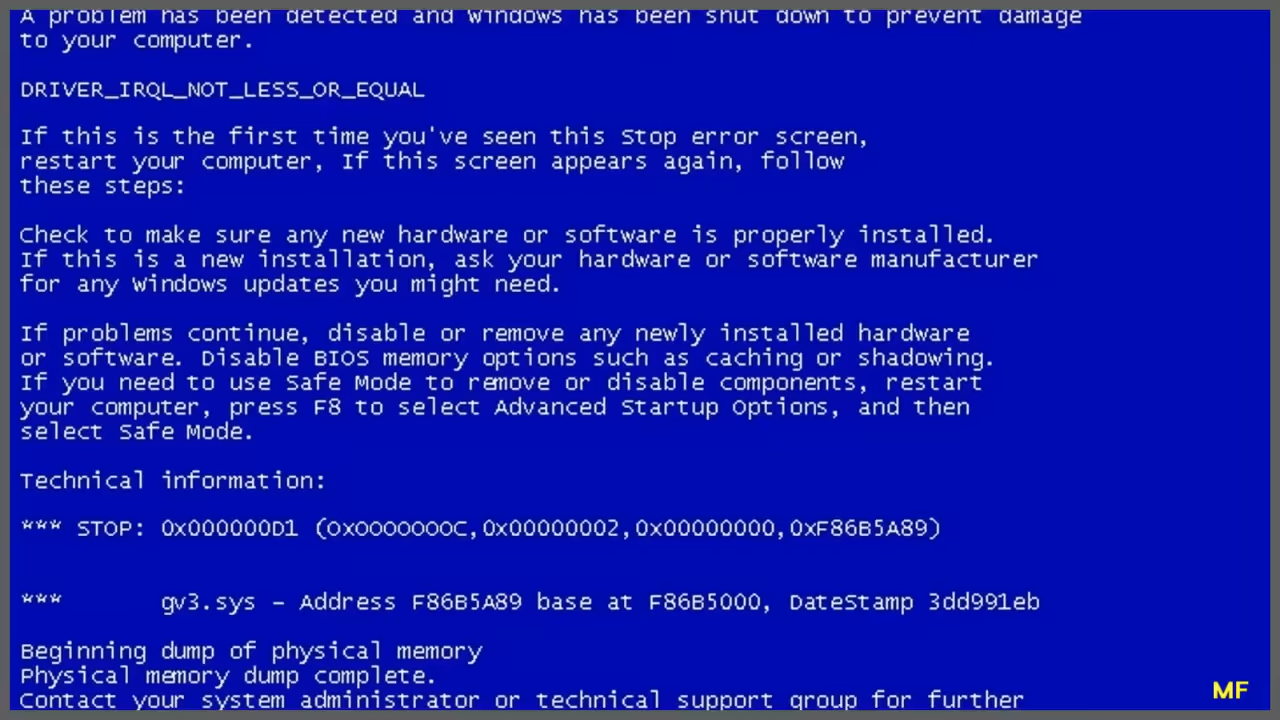 A problem has been detected and Windows has been shut down to prevent damage
to your computer.
DRIVER_IRQL_NOT_LESS_OR_EQUAL
If this is the first time you've seen this Stop error screen,
restart your computer, If this screen appears again, follow
these steps:
Check to make sure any new hardware or software is properly installed.
If this is a new installation, ask your hardware or software manufacturer
for any Windows updates you might need.
If problems continue, disable or remove any newly installed hardware
or software. Disable BIOS memory options such as caching or shadowing.
If you need to use Safe Mode to remove or disable components, restart
your computer, press F8 to select Advanced Startup Options, and then
select Safe Mode.
Technical information:
*** STOP: 0x000000D1 (0x0000000C,0x00000002,0x00000000,0xF86B5A89)
*** gv3.sys – Address F86B5A89 base at F86B5000, DateStamp 3dd991eb
Beginning dump of physical memory
Physical memory dump complete.
Contact your system administrator or technical support group for further
MF